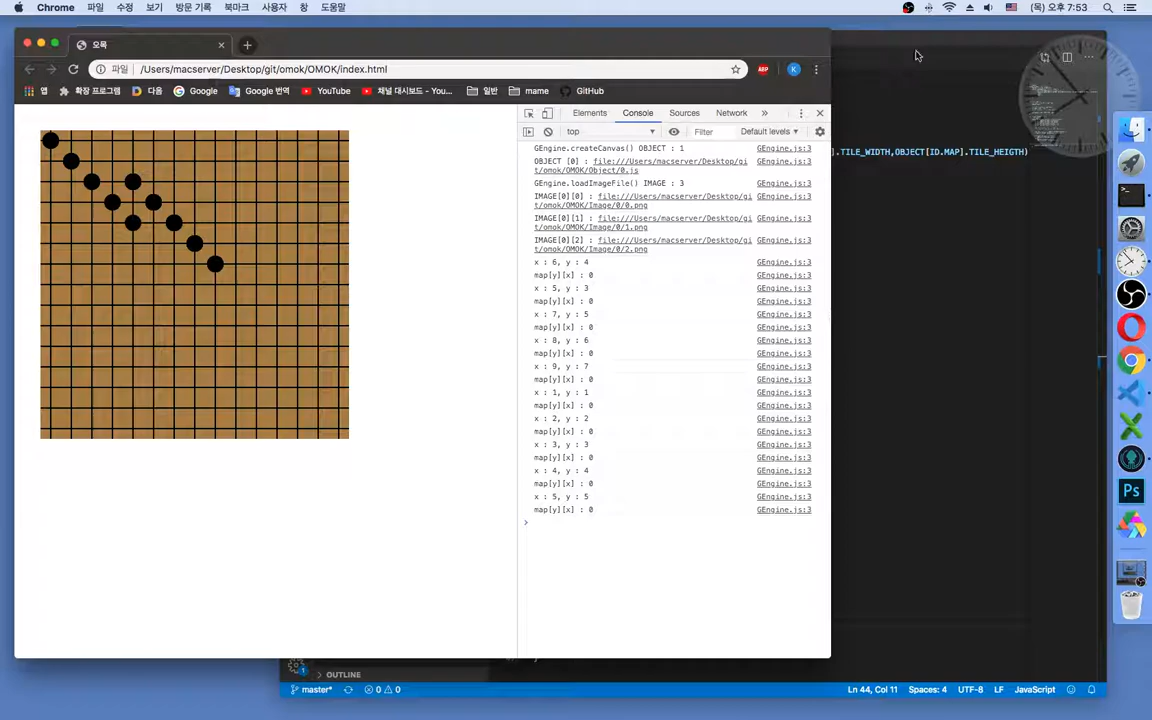 Chrome 파일 수정 보기 방문 기록 북마크 사용자 창 도움말 (목) 오후 7:53
오목
파일 /Users/macserver/Desktop/git/omok/OMOK/index.html ABP K
앱 확장 프로그램 다음 Google Google 번역 YouTube 채널 대시보드 - You... 일반 mame GitHub
Elements Console Sources Network »
top Filter Default levels
GEngine.createCanvas() OBJECT : 1 GEngine.js:3
OBJECT [0] : file:///Users/macserver/Desktop/gi GEngine.js:3
t/omok/OMOK/Object/0.js
].TILE_WIDTH,OBJECT[ID.MAP].TILE_HEIGTH)
GEngine.loadImageFile() IMAGE : 3 GEngine.js:3
IMAGE[0][0] : file:///Users/macserver/Desktop/gi GEngine.js:3
t/omok/OMOK/Image/0/0.png
IMAGE[0][1] : file:///Users/macserver/Desktop/gi GEngine.js:3
t/omok/OMOK/Image/0/1.png
IMAGE[0][2] : file:///Users/macserver/Desktop/gi GEngine.js:3
t/omok/OMOK/Image/0/2.png
x : 6, y : 4 GEngine.js:3
map[y][x] : 0 GEngine.js:3
x : 5, y : 3 GEngine.js:3
map[y][x] : 0 GEngine.js:3
x : 7, y : 5 GEngine.js:3
map[y][x] : 0 GEngine.js:3
x : 8, y : 6 GEngine.js:3
map[y][x] : 0 GEngine.js:3
x : 9, y : 7 GEngine.js:3
map[y][x] : 0 GEngine.js:3
x : 1, y : 1 GEngine.js:3
map[y][x] : 0 GEngine.js:3
x : 2, y : 2 GEngine.js:3
map[y][x] : 0 GEngine.js:3
x : 3, y : 3 GEngine.js:3
map[y][x] : 0 GEngine.js:3
x : 4, y : 4 GEngine.js:3
map[y][x] : 0 GEngine.js:3
x : 5, y : 5 GEngine.js:3
map[y][x] : 0 GEngine.js:3
Ps
1 OUTLINE
master* 0 0 Ln 44, Col 11 Spaces: 4 UTF-8 LF JavaScript